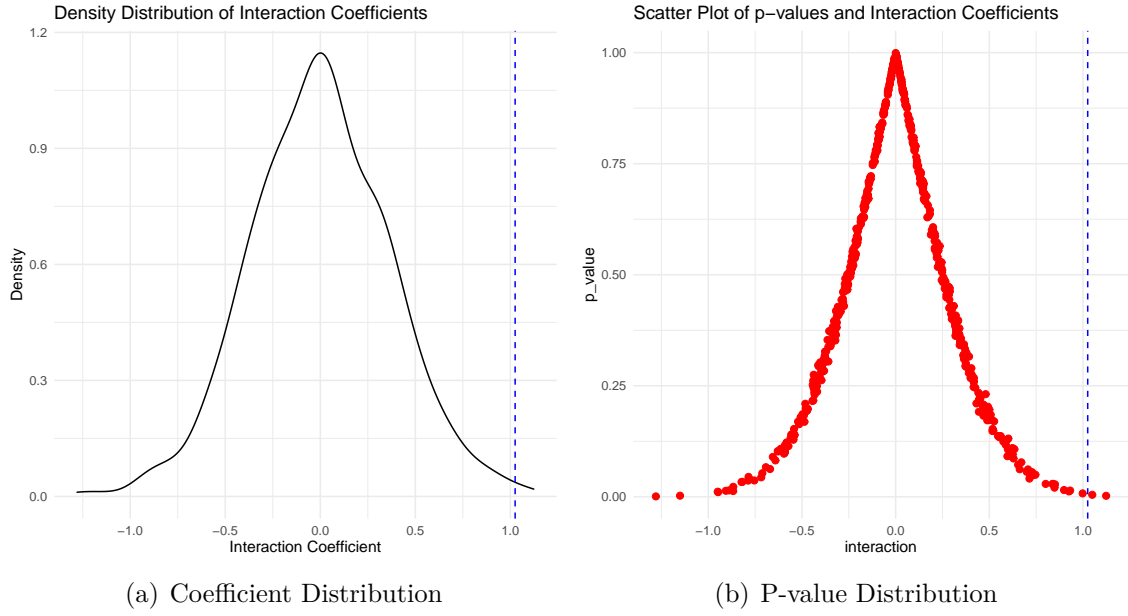 Density Distribution of Interaction Coefficients
1.2
0.9
0.6
0.3
0.0
Density
−1.0
−0.5
0.0
0.5
1.0
Interaction Coefficient
(a) Coefficient Distribution
Scatter Plot of p−values and Interaction Coefficients
1.00
0.75
0.50
0.25
0.00
p_value
−1.0
−0.5
0.0
0.5
1.0
interaction
(b) P-value Distribution